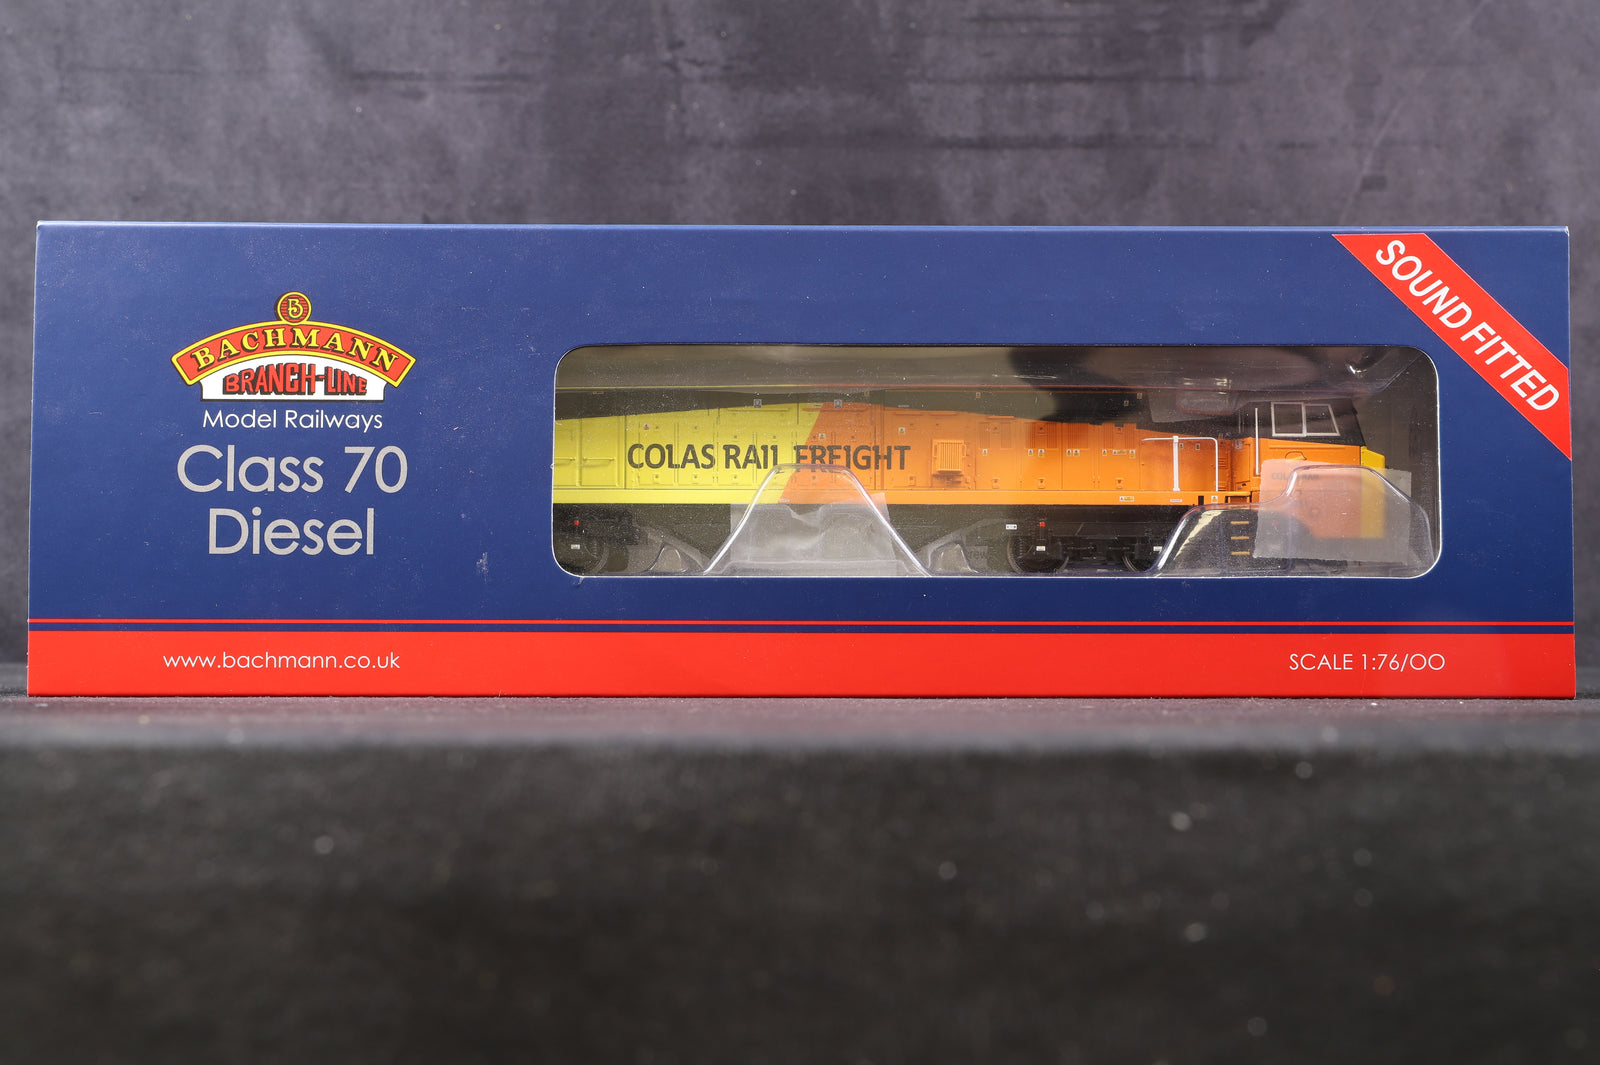 B
BACHMANN
BRANCH-LINE
Model Railways
Class 70
Diesel
COLAS RAIL FREIGHT
SOUND FITTED
www.bachmann.co.uk
SCALE 1:76/OO